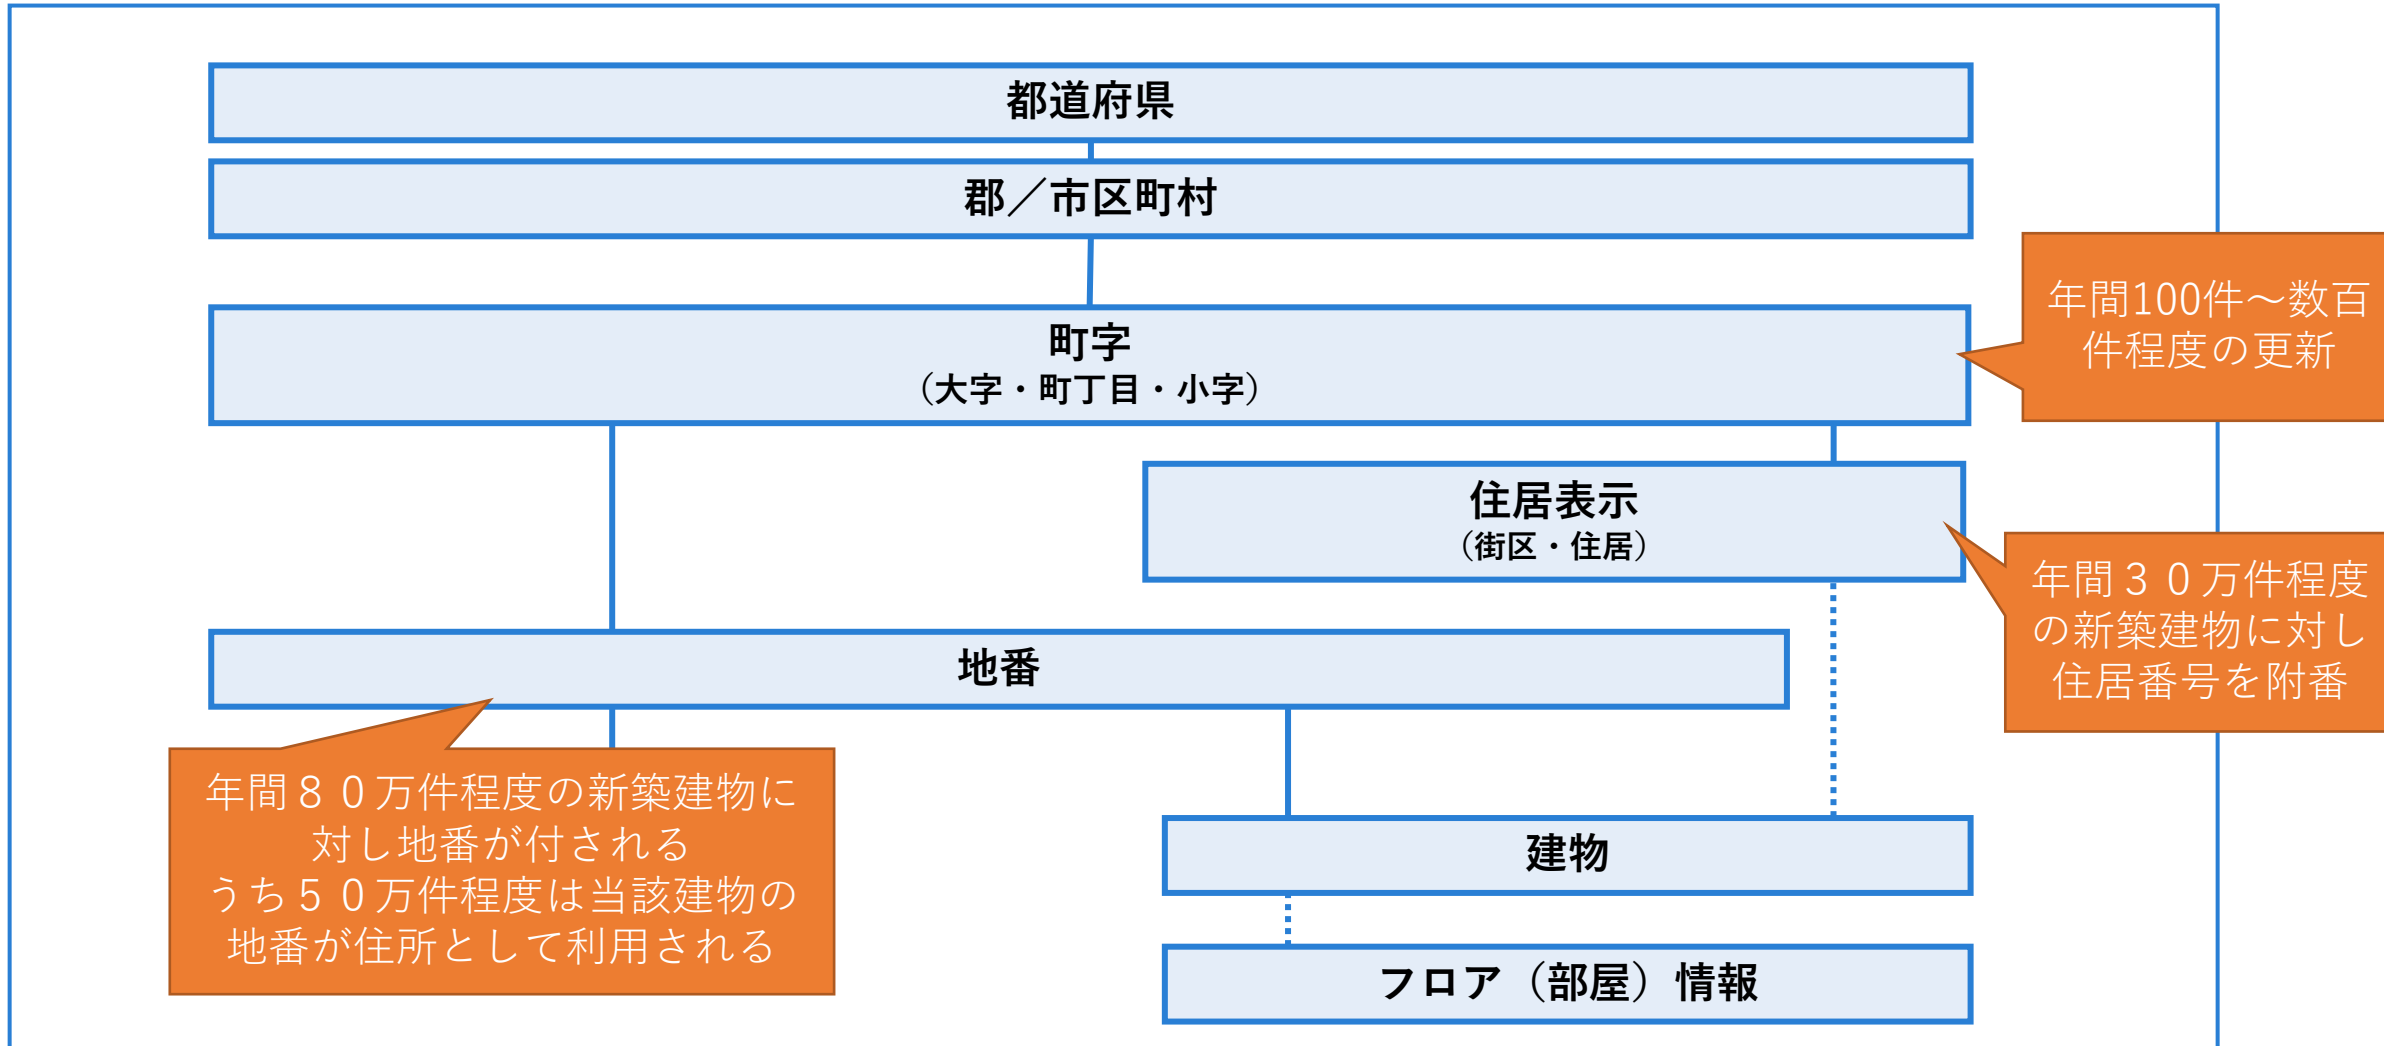 都道府県
郡／市区町村
町字
（大字・町丁目・小字）
年間100件～数百
件程度の更新
住居表示
（街区・住居）
年間３０万件程度
の新築建物に対し
住居番号を附番
地番
年間８０万件程度の新築建物に
対し地番が付される
うち５０万件程度は当該建物の
地番が住所として利用される
建物
フロア（部屋）情報